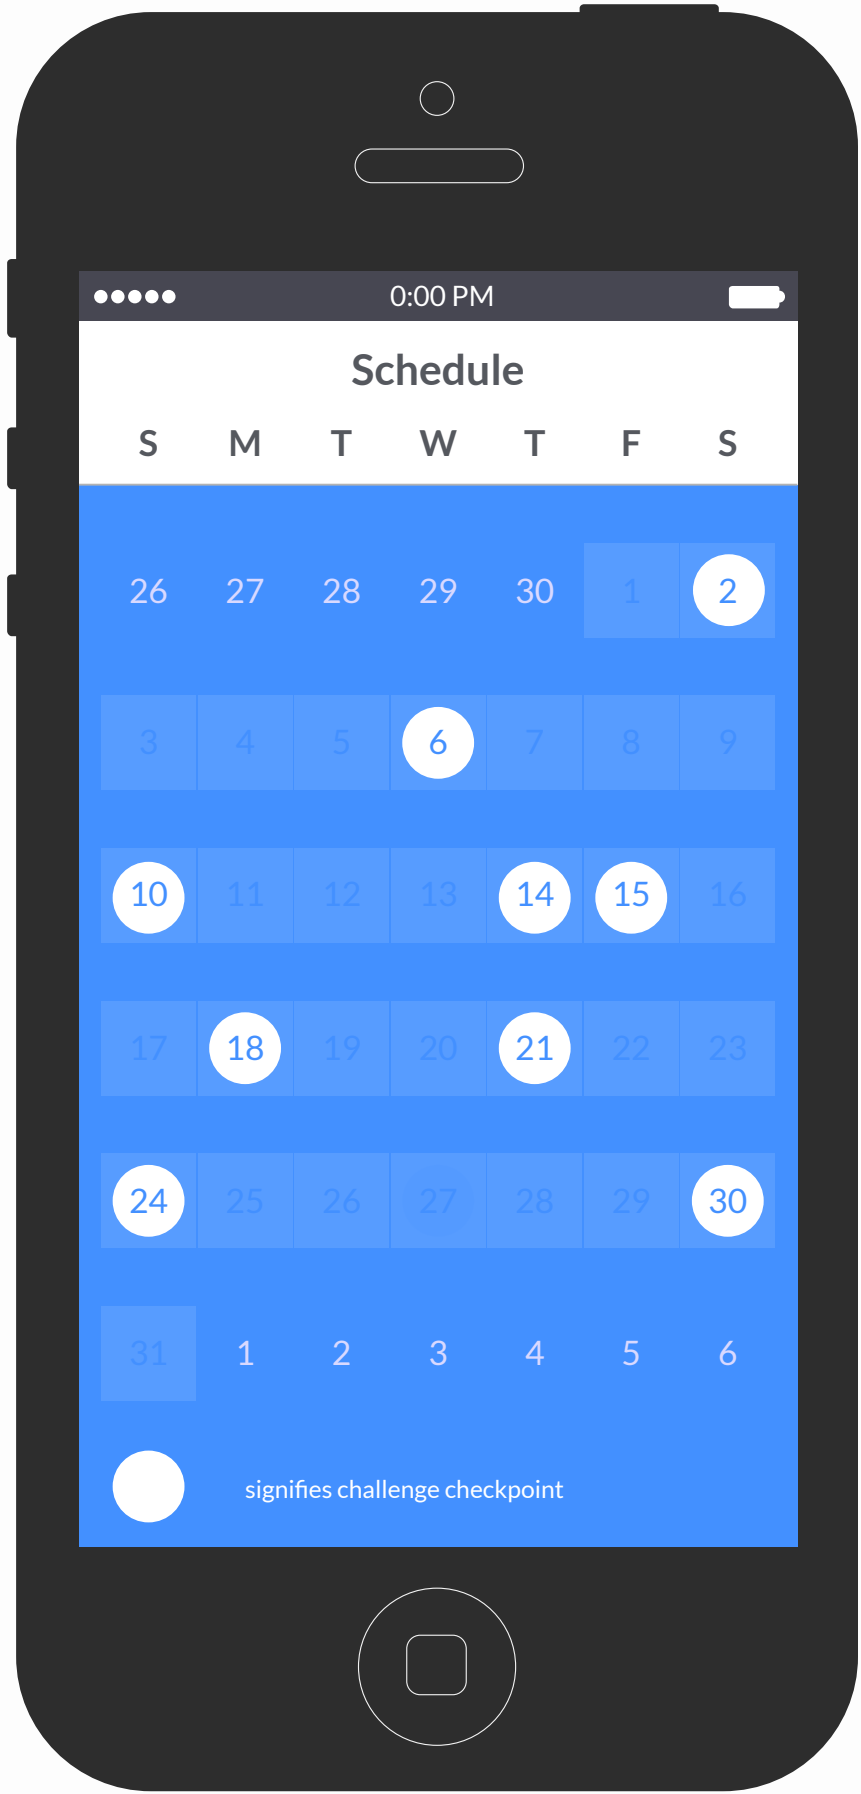 0:00 PM
Schedule
S M T W T F S
26 27 28 29 30 1 2
3 4 5 6 7 8 9
10 11 12 13 14 15 16
17 18 19 20 21 22 23
24 25 26 27 28 29 30
31 1 2 3 4 5 6
signifies challenge checkpoint